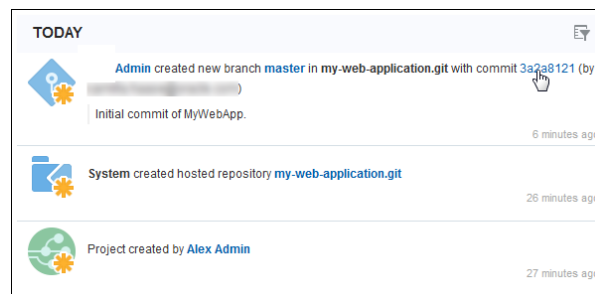 TODAY
Admin created new branch master in my-web-application.git with commit 3a2a8121 (by
)
Initial commit of MyWebApp.
6 minutes ago
System created hosted repository my-web-application.git
26 minutes ago
Project created by Alex Admin
27 minutes ago